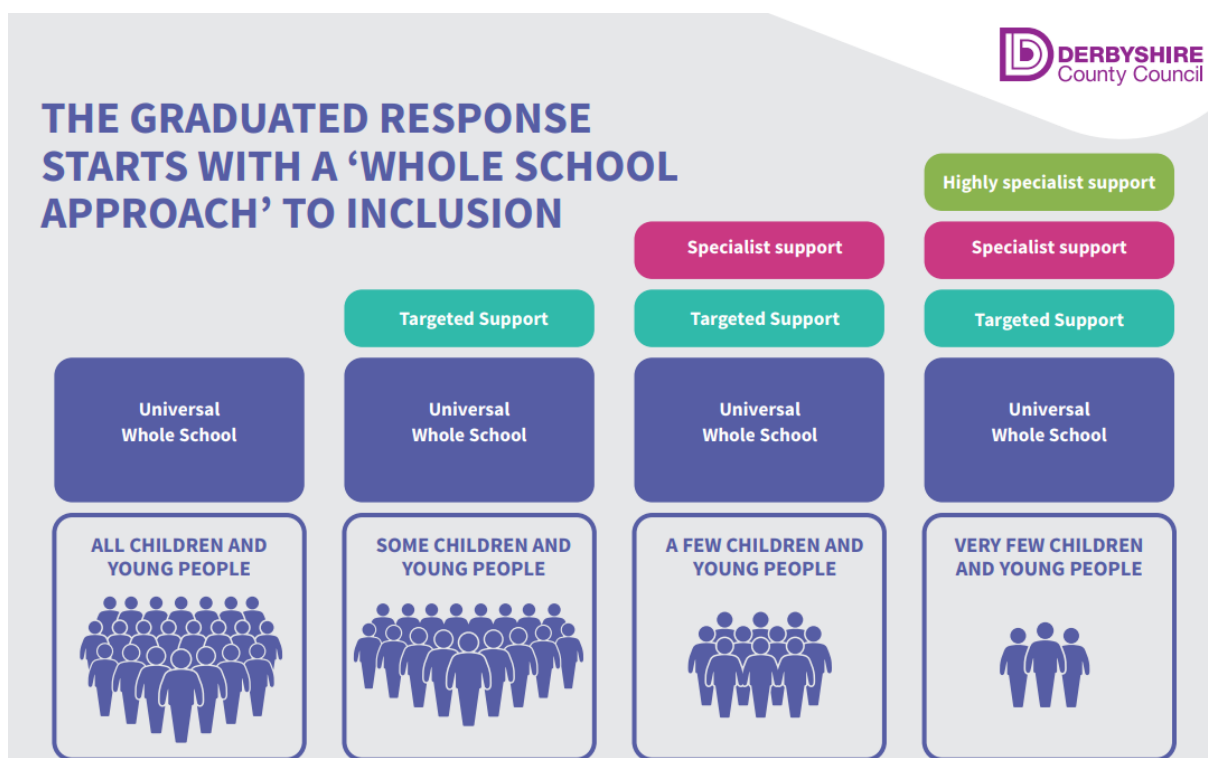 DERBYSHIRE
County Council
THE GRADUATED RESPONSE
STARTS WITH A ‘WHOLE SCHOOL
APPROACH’ TO INCLUSION
Highly specialist support
Specialist support
Specialist support
Targeted Support
Targeted Support
Targeted Support
Universal
Whole School
Universal
Whole School
Universal
Whole School
Universal
Whole School
ALL CHILDREN AND
YOUNG PEOPLE
SOME CHILDREN AND
YOUNG PEOPLE
A FEW CHILDREN AND
YOUNG PEOPLE
VERY FEW CHILDREN
AND YOUNG PEOPLE